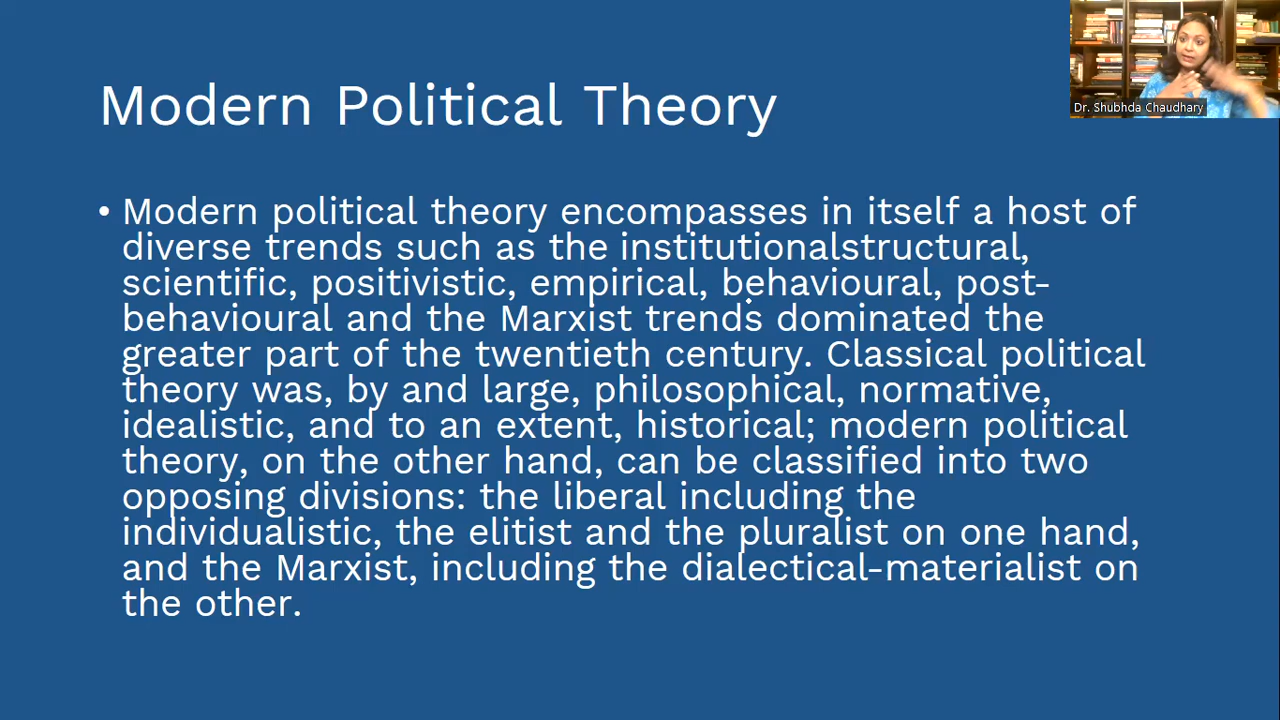 Dr. Shubhda Chaudhary
Modern Political Theory
• Modern political theory encompasses in itself a host of
diverse trends such as the institutionalstructural,
scientific, positivistic, empirical, behavioural, post-
behavioural and the Marxist trends dominated the
greater part of the twentieth century. Classical political
theory was, by and large, philosophical, normative,
idealistic, and to an extent, historical; modern political
theory, on the other hand, can be classified into two
opposing divisions: the liberal including the
individualistic, the elitist and the pluralist on one hand,
and the Marxist, including the dialectical-materialist on
the other.